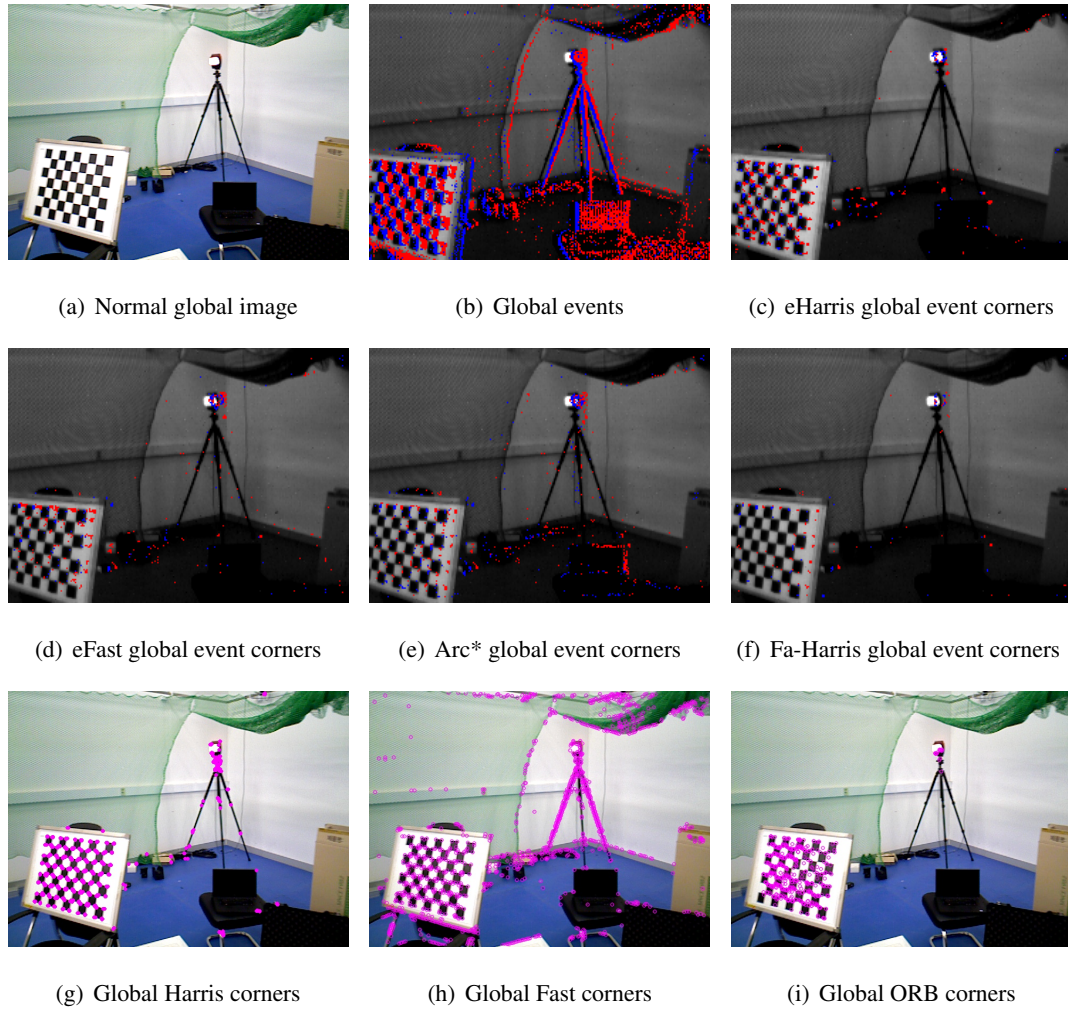 (a) Normal global image
(b) Global events
(c) eHarris global event corners
(d) eFast global event corners
(e) Arc* global event corners
(f) Fa-Harris global event corners
(g) Global Harris corners
(h) Global Fast corners
(i) Global ORB corners